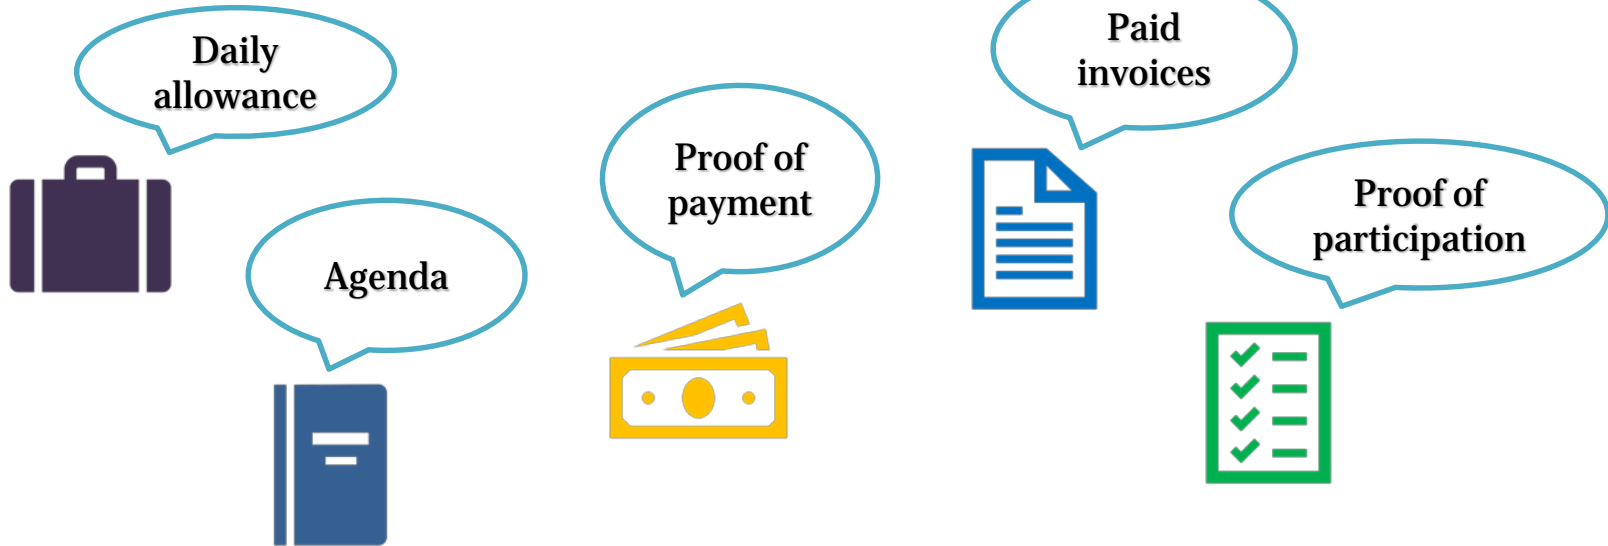 Daily
allowance
Agenda
Proof of
payment
Paid
invoices
Proof of
participation